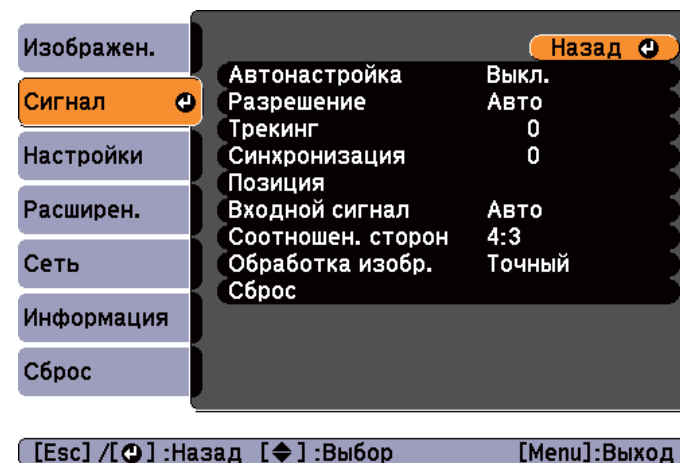 Изображен.
Сигнал
Настройки
Расширен.
Сеть
Информация
Сброс
Назад
Автонастройка Выкл.
Разрешение Авто
Трекинг 0
Синхронизация 0
Позиция
Входной сигнал Авто
Соотношен. сторон 4:3
Обработка изобр. Точный
Сброс
[Esc] /[ ] :Назад [ ] :Выбор [Menu]:Выход